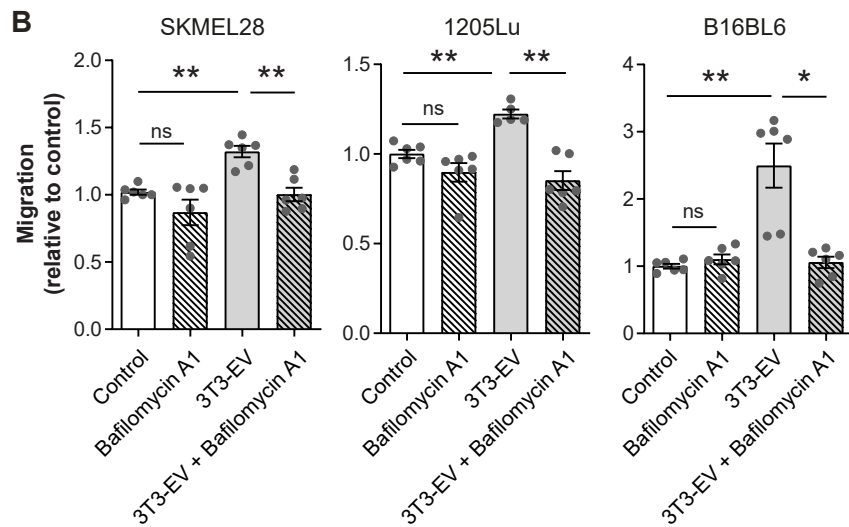 B
SKMEL28
1205Lu
B16BL6
Migration
(relative to control)
2.0
1.5
1.0
0.5
0.0
**
**
ns
Control
Bafilomycin A1
3T3-EV
3T3-EV + Bafilomycin A1
1.5
1.0
0.5
0.0
**
**
ns
Control
Bafilomycin A1
3T3-EV
3T3-EV + Bafilomycin A1
4
3
2
1
0
**
*
ns
Control
Bafilomycin A1
3T3-EV
3T3-EV + Bafilomycin A1